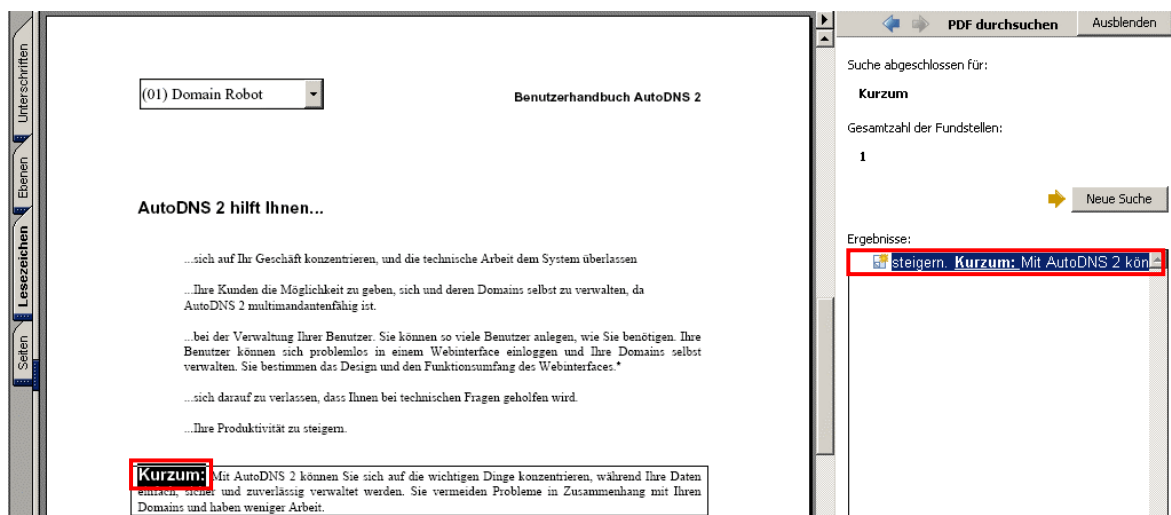 Unterschriften
Ebenen
Lesezeichen
Seiten
(01) Domain Robot
Benutzerhandbuch AutoDNS 2
AutoDNS 2 hilft Ihnen...
...sich auf Ihr Geschäft konzentrieren, und die technische Arbeit dem System überlassen
...Ihre Kunden die Möglichkeit zu geben, sich und deren Domains selbst zu verwalten, da
AutoDNS 2 multimandantenfähig ist.
...bei der Verwaltung Ihrer Benutzer. Sie können so viele Benutzer anlegen, wie Sie benötigen. Ihre
Benutzer können sich problemlos in einem Webinterface einloggen und Ihre Domains selbst
verwalten. Sie bestimmen das Design und den Funktionsumfang des Webinterfaces.*
...sich darauf zu verlassen, dass Ihnen bei technischen Fragen geholfen wird.
...Ihre Produktivität zu steigern.
Kurzum: Mit AutoDNS 2 können Sie sich auf die wichtigen Dinge konzentrieren, während Ihre Daten
einfach, sicher und zuverlässig verwaltet werden. Sie vermeiden Probleme in Zusammenhang mit Ihren
Domains und haben weniger Arbeit.
PDF durchsuchen
Ausblenden
Suche abgeschlossen für:
Kurzum
Gesamtzahl der Fundstellen:
1
Neue Suche
Ergebnisse:
steigern. Kurzum: Mit AutoDNS 2 kön